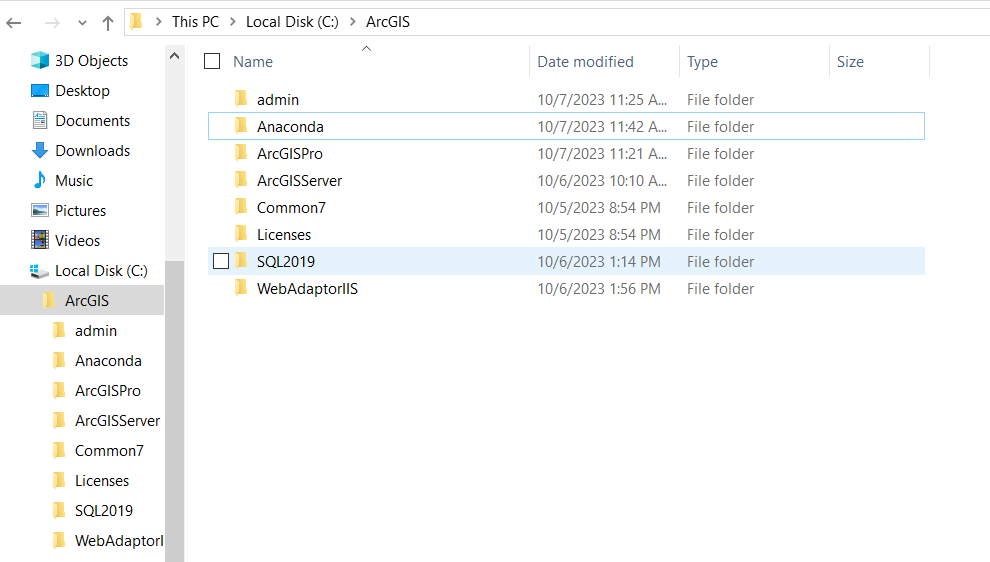 This PC > Local Disk (C:) > ArcGIS
3D Objects
Desktop
Documents
Downloads
Music
Pictures
Videos
Local Disk (C:)
ArcGIS
admin
Anaconda
ArcGISPro
ArcGISServer
Common7
Licenses
SQL2019
WebAdaptorI
Name Date modified Type Size
admin 10/7/2023 11:25 A... File folder
Anaconda 10/7/2023 11:42 A... File folder
ArcGISPro 10/7/2023 11:21 A... File folder
ArcGISServer 10/6/2023 10:10 A... File folder
Common7 10/5/2023 8:54 PM File folder
Licenses 10/5/2023 8:54 PM File folder
SQL2019 10/6/2023 1:14 PM File folder
WebAdaptorIIS 10/6/2023 1:56 PM File folder